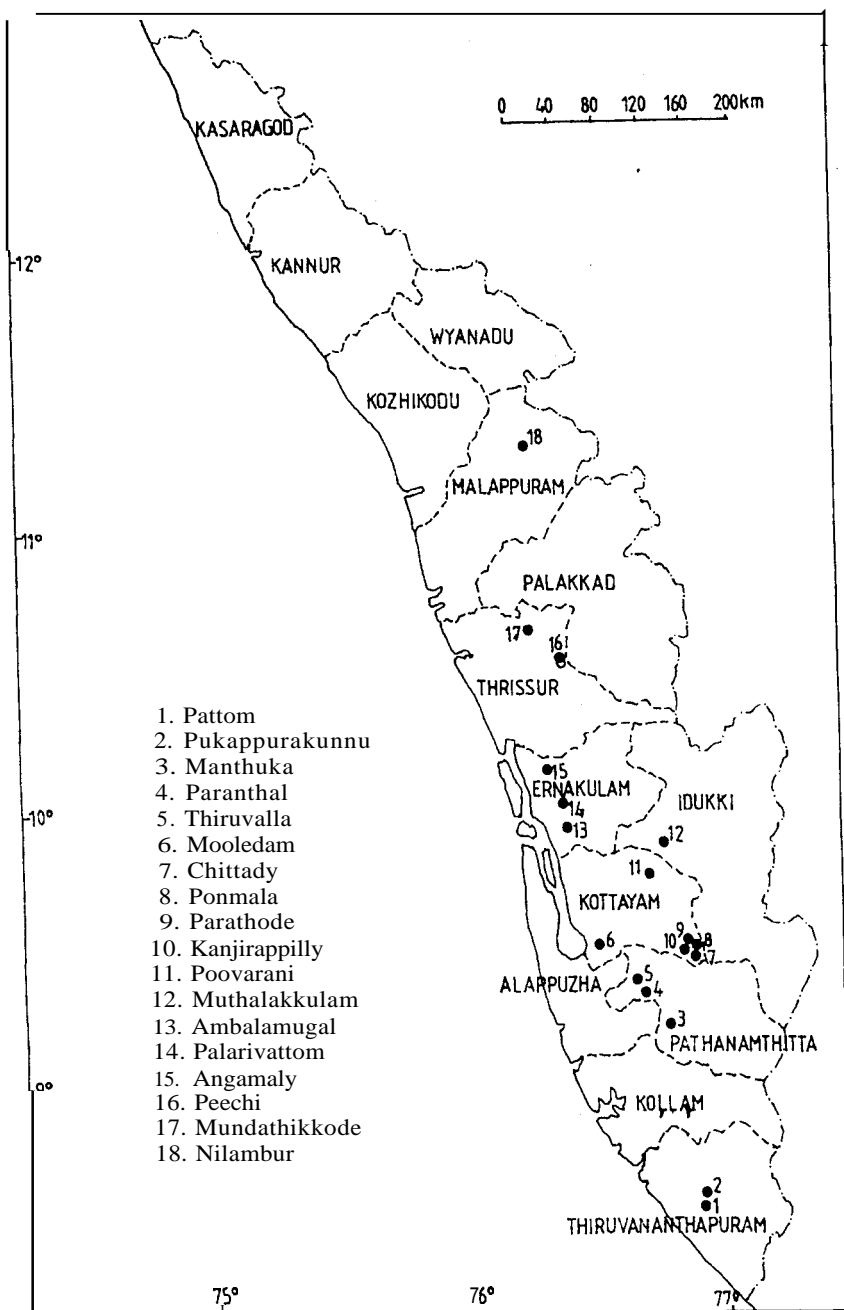 0 40 80 120 160 200km
KASARAGOD
12°
KANNUR
WYANADU
KOZHIKODU
18
MALAPPURAM
11°
PALAKKAD
17
16
THRISSUR
1. Pattom
2. Pukappurakunnu
3. Manthuka
4. Paranthal
5. Thiruvalla
6. Mooledam
7. Chittady
8. Ponmala
9. Parathode
10. Kanjirappilly
11. Poovarani
12. Muthalakkulam
13. Ambalamugal
14. Palarivattom
15. Angamaly
16. Peechi
17. Mundathikkode
18. Nilambur
15
ERNAKULAM
IDUKKI
14
10°
13
12
11
KOTTAYAM
9
8
10
6
7
ALAPPUZHA
5
4
3
PATHANAMTHITTA
9°
KOLLAM
2
1
THIRUVANANTHAPURAM
75°
76°
77°